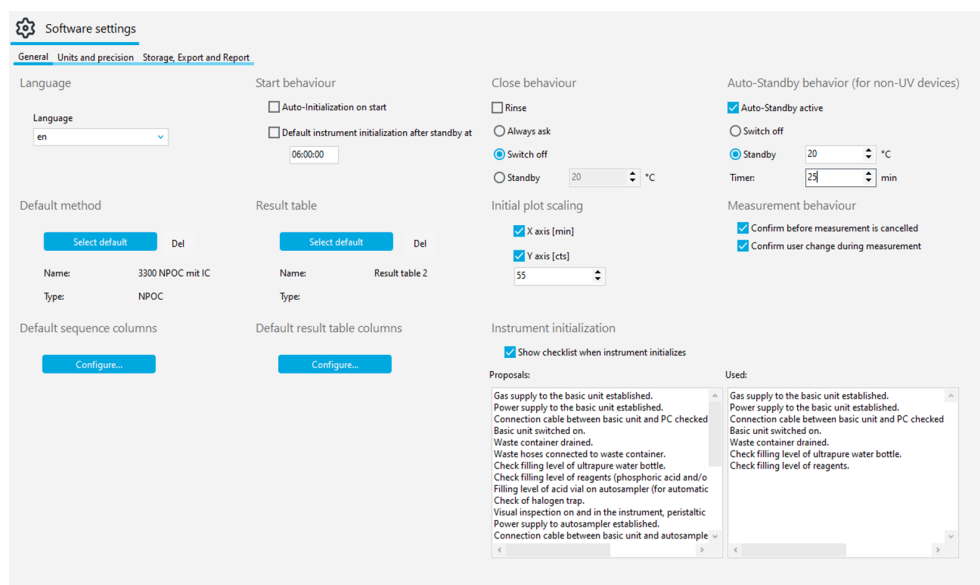 Software settings
General Units and precision Storage, Export and Report
Language
Language
en
Start behaviour
Auto-Initialization on start
Default instrument initialization after standby at
06:00:00
Close behaviour
Rinse
Always ask
Switch off
Standby 20 °C
Auto-Standby behavior (for non-UV devices)
Auto-Standby active
Switch off
Standby 20 °C
Timer: 25 min
Default method
Select default Del
Name: 3300 NPOC mit IC
Type: NPOC
Result table
Select default Del
Name: Result table 2
Type:
Initial plot scaling
X axis [min]
Y axis [cts]
55
Measurement behaviour
Confirm before measurement is cancelled
Confirm user change during measurement
Default sequence columns
Configure...
Default result table columns
Configure...
Instrument initialization
Show checklist when instrument initializes
Proposals:
Gas supply to the basic unit established.
Power supply to the basic unit established.
Connection cable between basic unit and PC checked
Basic unit switched on.
Waste container drained.
Waste hoses connected to waste container.
Check filling level of ultrapure water bottle.
Check filling level of reagents (phosphoric acid and/o
Filling level of acid vial on autosampler (for automatic
Check of halogen trap.
Visual inspection on and in the instrument, peristaltic
Power supply to autosampler established.
Connection cable between basic unit and autosample
Used:
Gas supply to the basic unit established.
Power supply to the basic unit established.
Connection cable between basic unit and PC checked
Basic unit switched on.
Waste container drained.
Check filling level of ultrapure water bottle.
Check filling level of reagents.